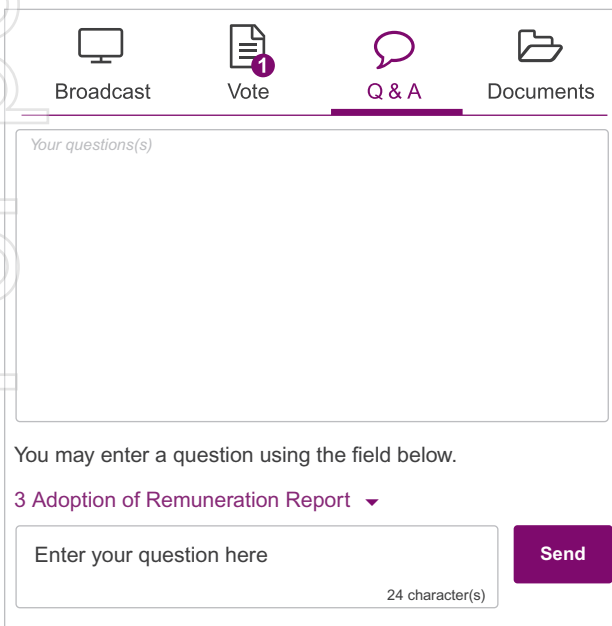 1
Broadcast Vote Q & A Documents
Your questions(s)
You may enter a question using the field below.
3 Adoption of Remuneration Report
Enter your question here
Send
24 character(s)